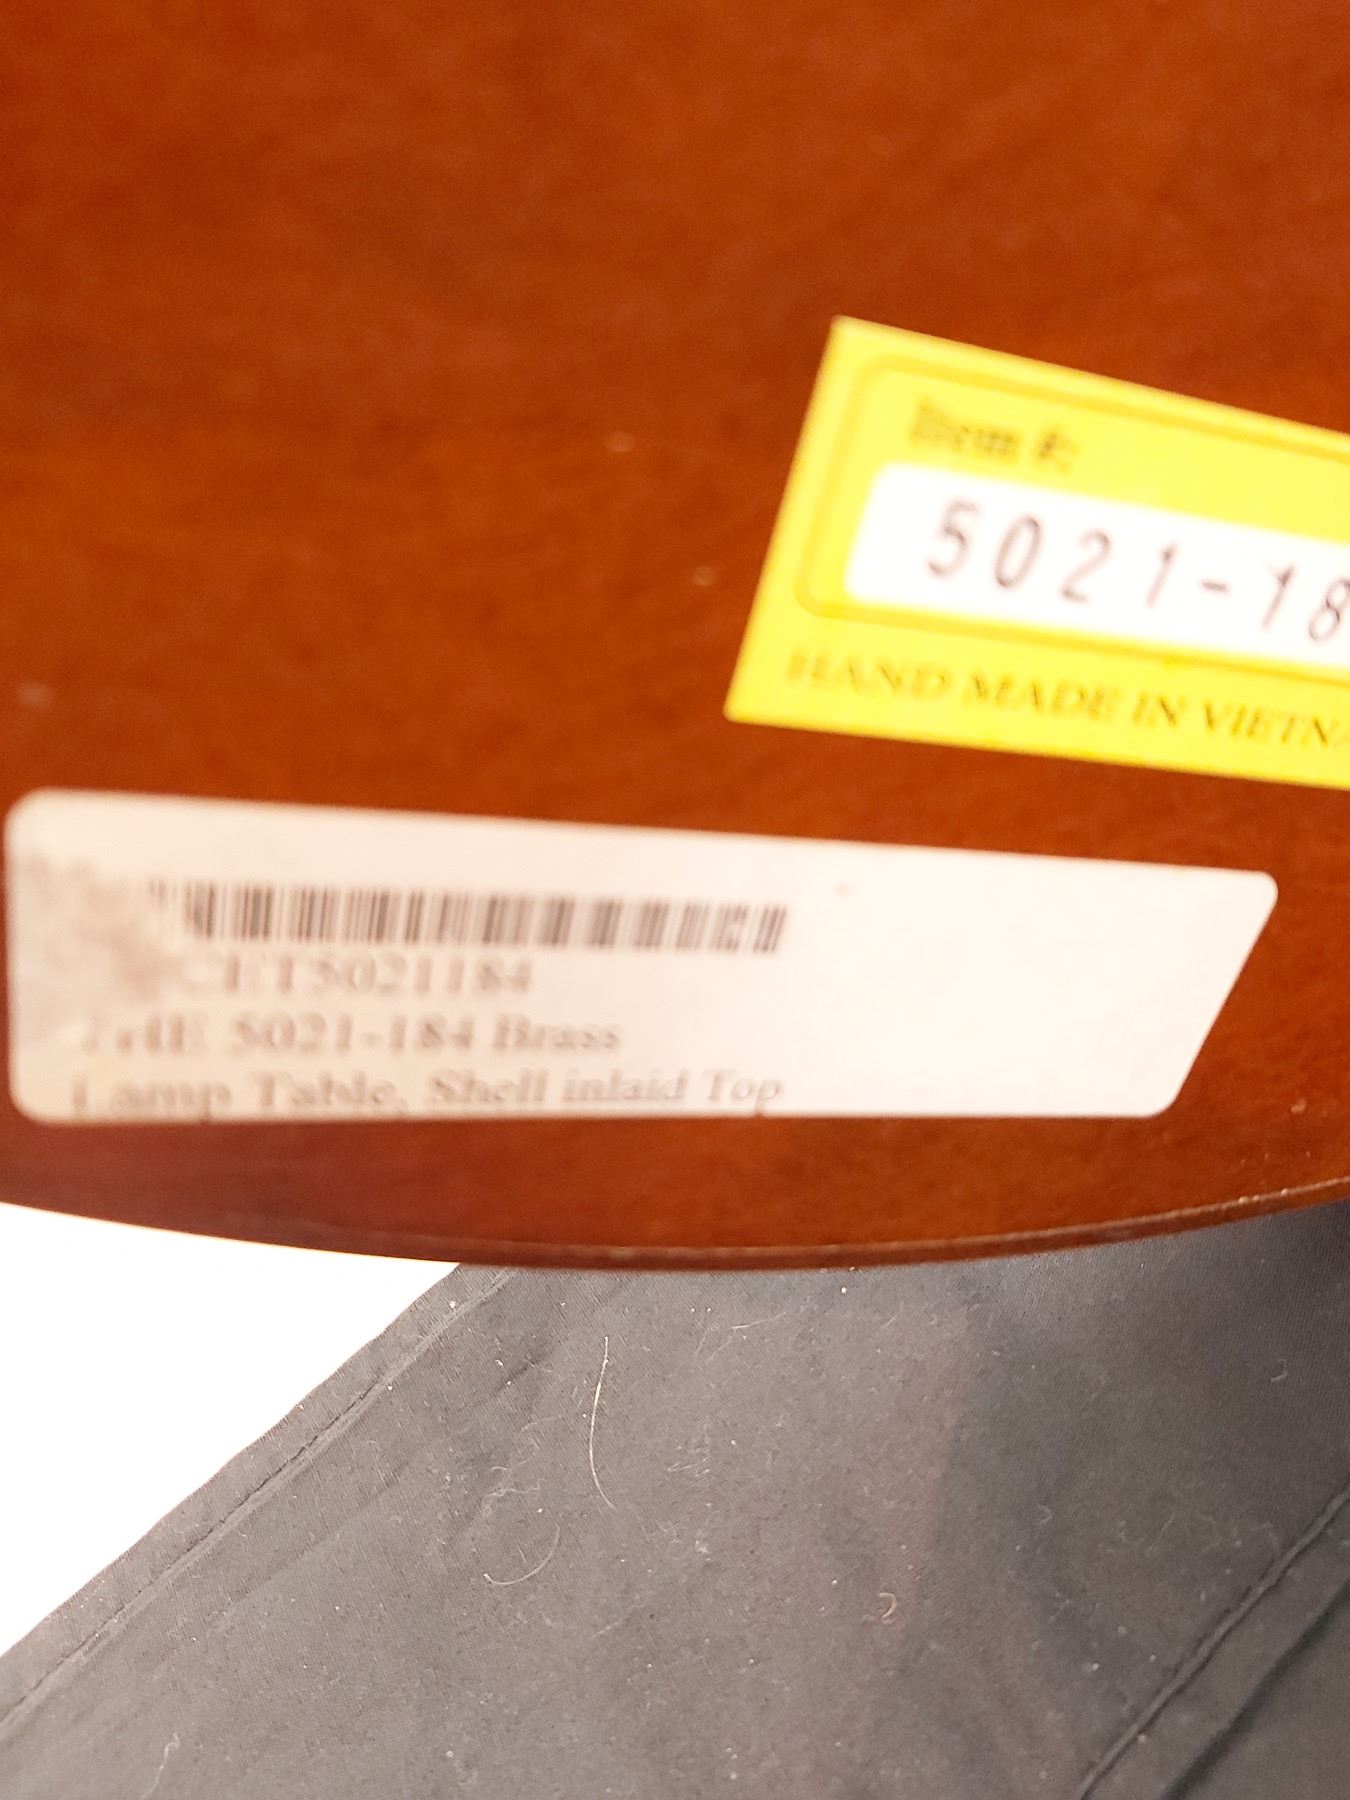 Item #:
5021-18
HAND MADE IN VIETNA
CET5021184
5021-184 Brass
Lamp Table, Shell inlaid Top